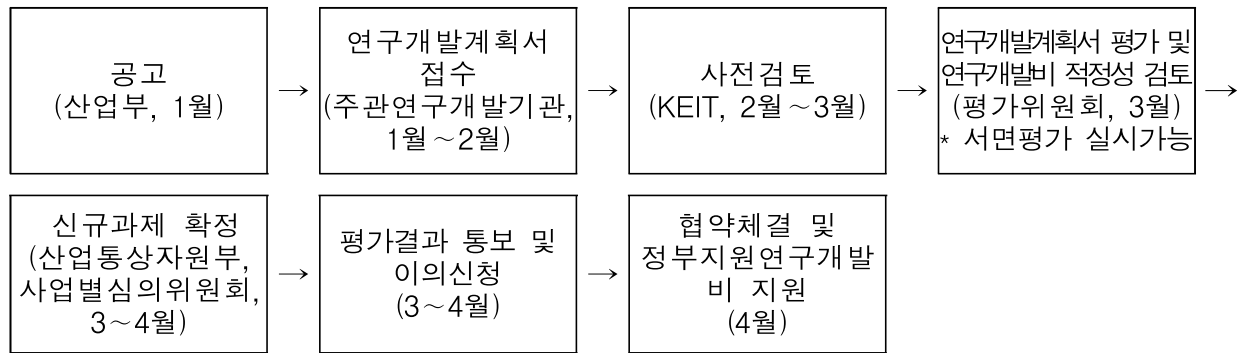 공고
(산업부, 1월)
→
연구개발계획서
접수
(주관연구개발기관,
1월～2월)
→
사전검토
(KEIT, 2월～3월)
→
연구개발계획서 평가 및
연구개발비 적정성 검토
(평가위원회, 3월)
* 서면평가 실시가능
→
신규과제 확정
(산업통상자원부,
사업별심의위원회,
3～4월)
→
평가결과 통보 및
이의신청
(3～4월)
→
협약체결 및
정부지원연구개발
비 지원
(4월)